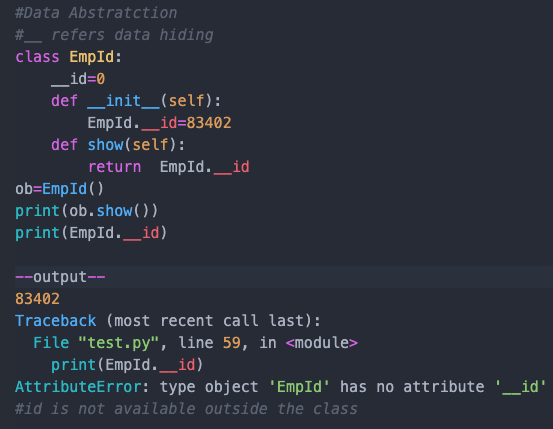 #Data Abstratction
#__ refers data hiding
class EmpId:
    __id=0
    def __init__(self):
        EmpId.__id=83402
    def show(self):
        return  EmpId.__id
ob=EmpId()
print(ob.show())
print(EmpId.__id)

--output--
83402
Traceback (most recent call last):
  File "test.py", line 59, in <module>
    print(EmpId.__id)
AttributeError: type object 'EmpId' has no attribute '__id'
#id is not available outside the class